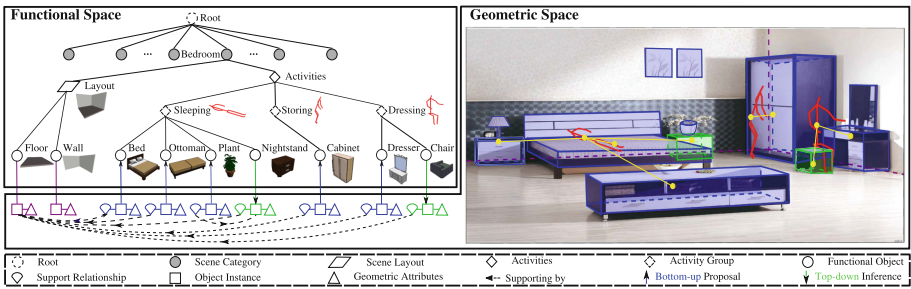 Functional Space
Root
... Bedroom ...
Layout
Activities
Sleeping
Storing
Dressing
Floor
Wall
Bed
Ottoman
Plant
Nightstand
Cabinet
Dresser
Chair
Geometric Space
Root
Scene Category
Scene Layout
Activities
Activity Group
Functional Object
Support Relationship
Object Instance
Geometric Attributes
Supporting by
Bottom-up Proposal
Top-down Inference